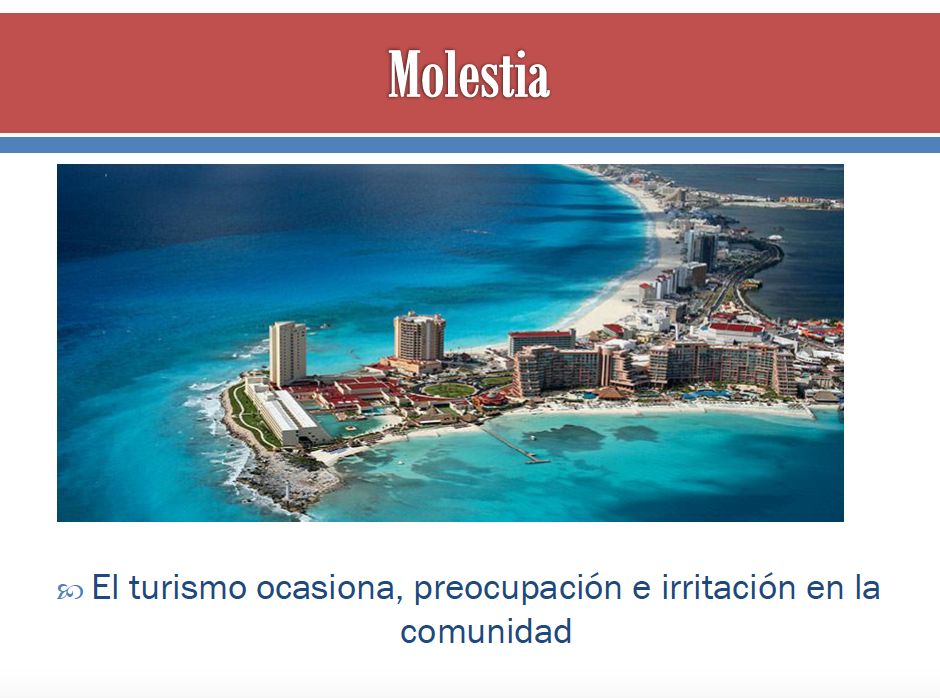 Molestia
El turismo ocasiona, preocupación e irritación en la
comunidad